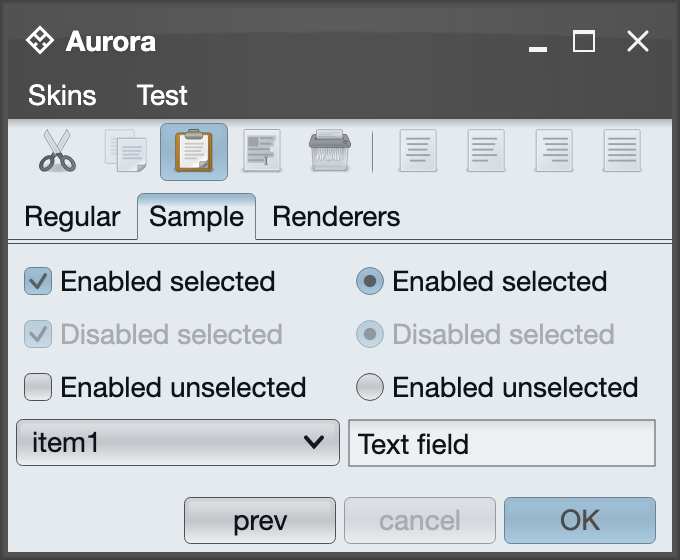 Aurora
Skins Test
Regular Sample Renderers
Enabled selected Enabled selected
Disabled selected Disabled selected
Enabled unselected Enabled unselected
item1 Text field
prev cancel OK